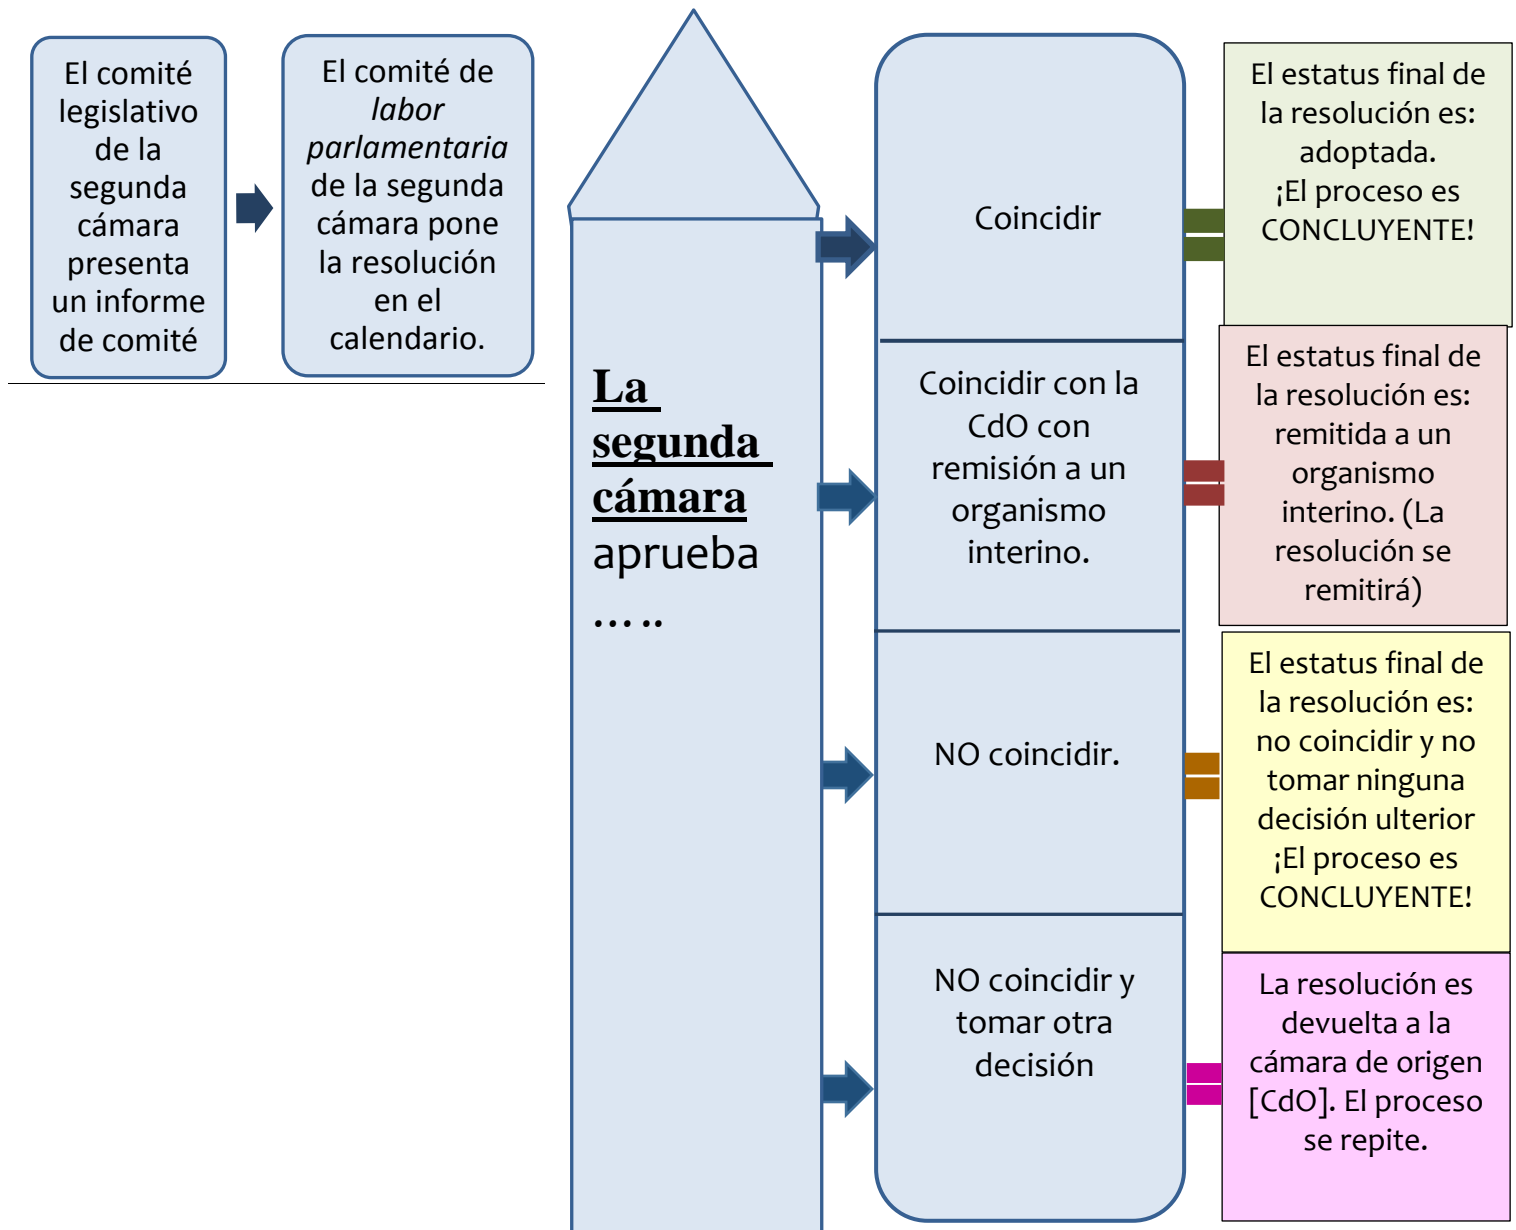 El comité
legislativo
de la
segunda
cámara
presenta
un informe
de comité
El comité de
labor
parlamentaria
de la segunda
cámara pone
la resolución
en el
calendario.
La
segunda
cámara
aprueba
.....
Coincidir
Coincidir con la
CdO con
remisión a un
organismo
interino.
NO coincidir.
NO coincidir y
tomar otra
decisión
El estatus final de
la resolución es:
adoptada.
¡El proceso es
CONCLUYENTE!
El estatus final de
la resolución es:
remitida a un
organismo
interino. (La
resolución se
remitirá)
El estatus final de
la resolución es:
no coincidir y no
tomar ninguna
decisión ulterior
¡El proceso es
CONCLUYENTE!
La resolución es
devuelta a la
cámara de origen
[CdO]. El proceso
se repite.